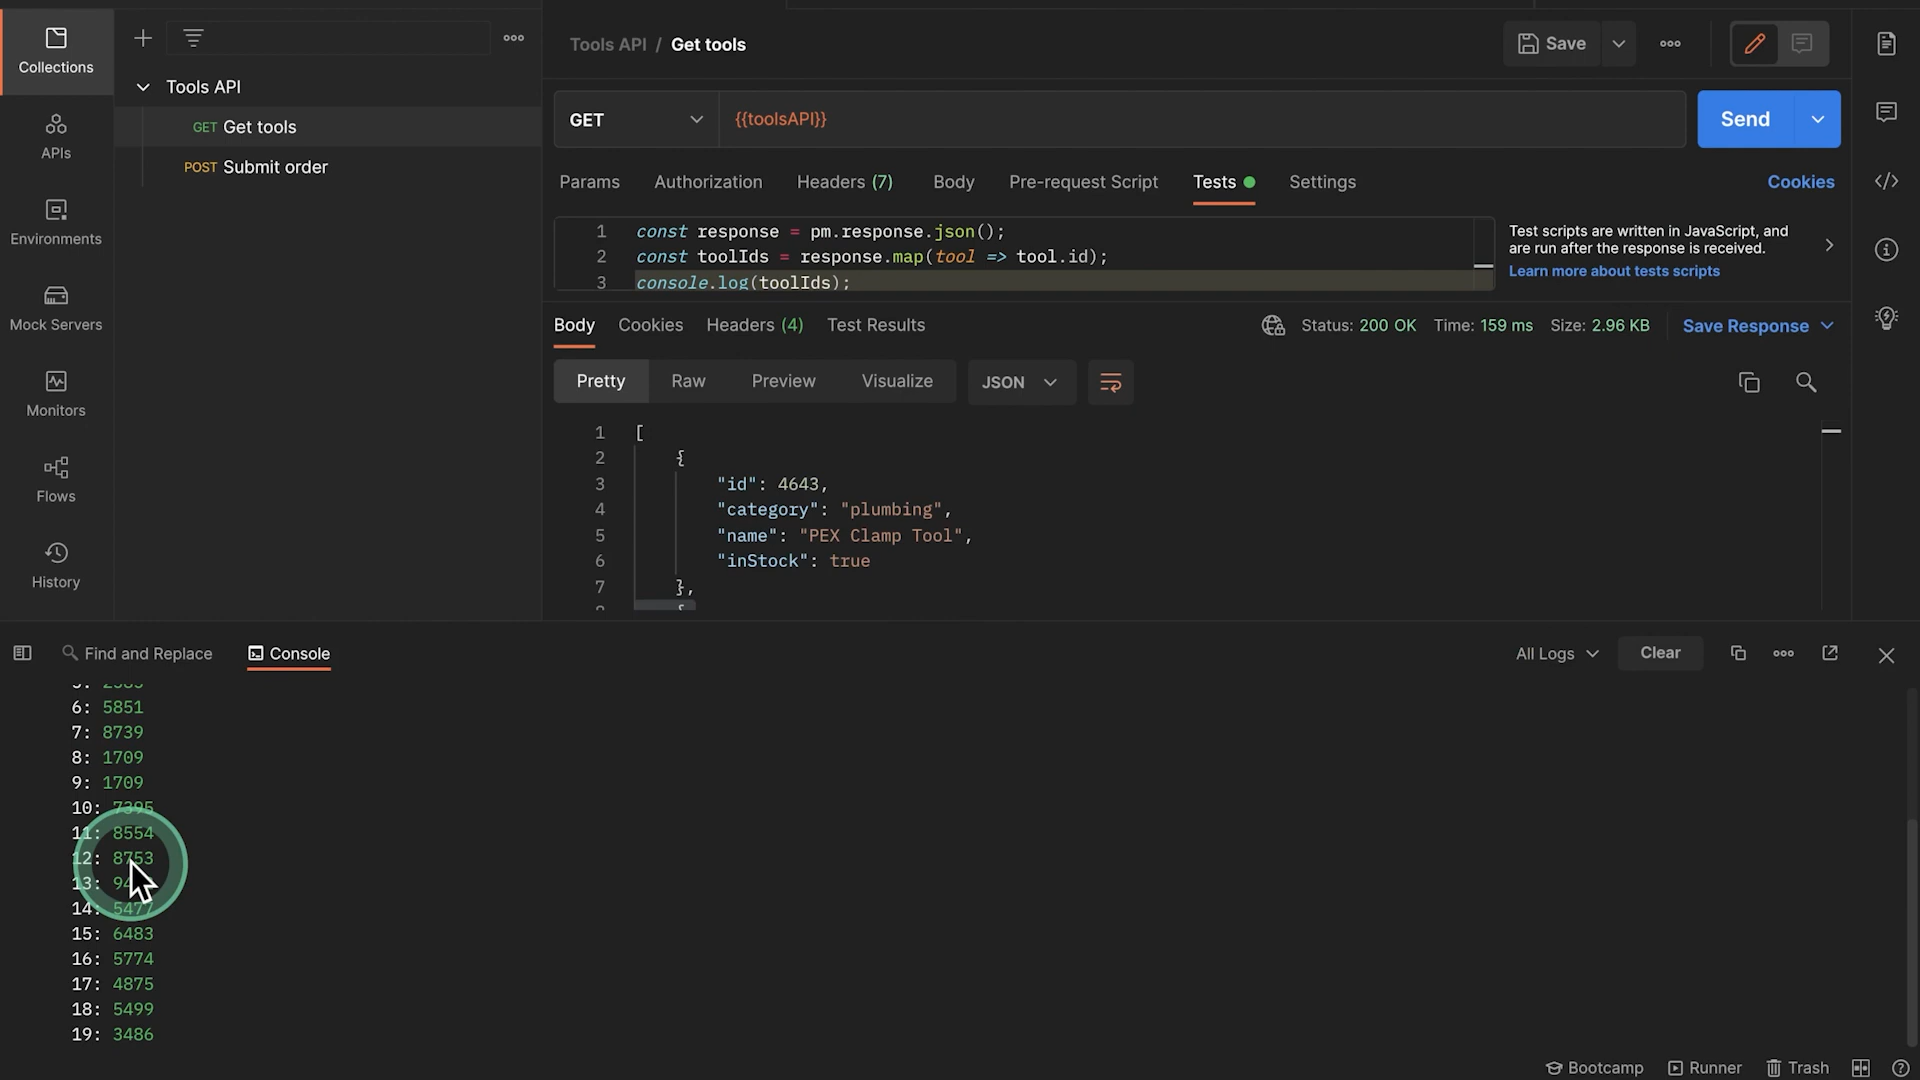 Collections
APIs
Environments
Mock Servers
Monitors
Flows
History
Tools API
GET Get tools
POST Submit order
Tools API / Get tools
Save
GET
{{toolsAPI}}
Send
Params
Authorization
Headers (7)
Body
Pre-request Script
Tests
Settings
Cookies
1 const response = pm.response.json();
2 const toolIds = response.map(tool => tool.id);
3 console.log(toolIds);
Test scripts are written in JavaScript, and
are run after the response is received.
Learn more about tests scripts
Body
Cookies
Headers (4)
Test Results
Status: 200 OK
Time: 159 ms
Size: 2.96 KB
Save Response
Pretty
Raw
Preview
Visualize
JSON
1 [
2 {
3 "id": 4643,
4 "category": "plumbing",
5 "name": "PEX Clamp Tool",
6 "inStock": true
7 },
Find and Replace
Console
All Logs
Clear
6: 5851
7: 8739
8: 1709
9: 1709
10: 7395
11: 8554
12: 8753
13:
14: 5477
15: 6483
16: 5774
17: 4875
18: 5499
19: 3486
Bootcamp
Runner
Trash